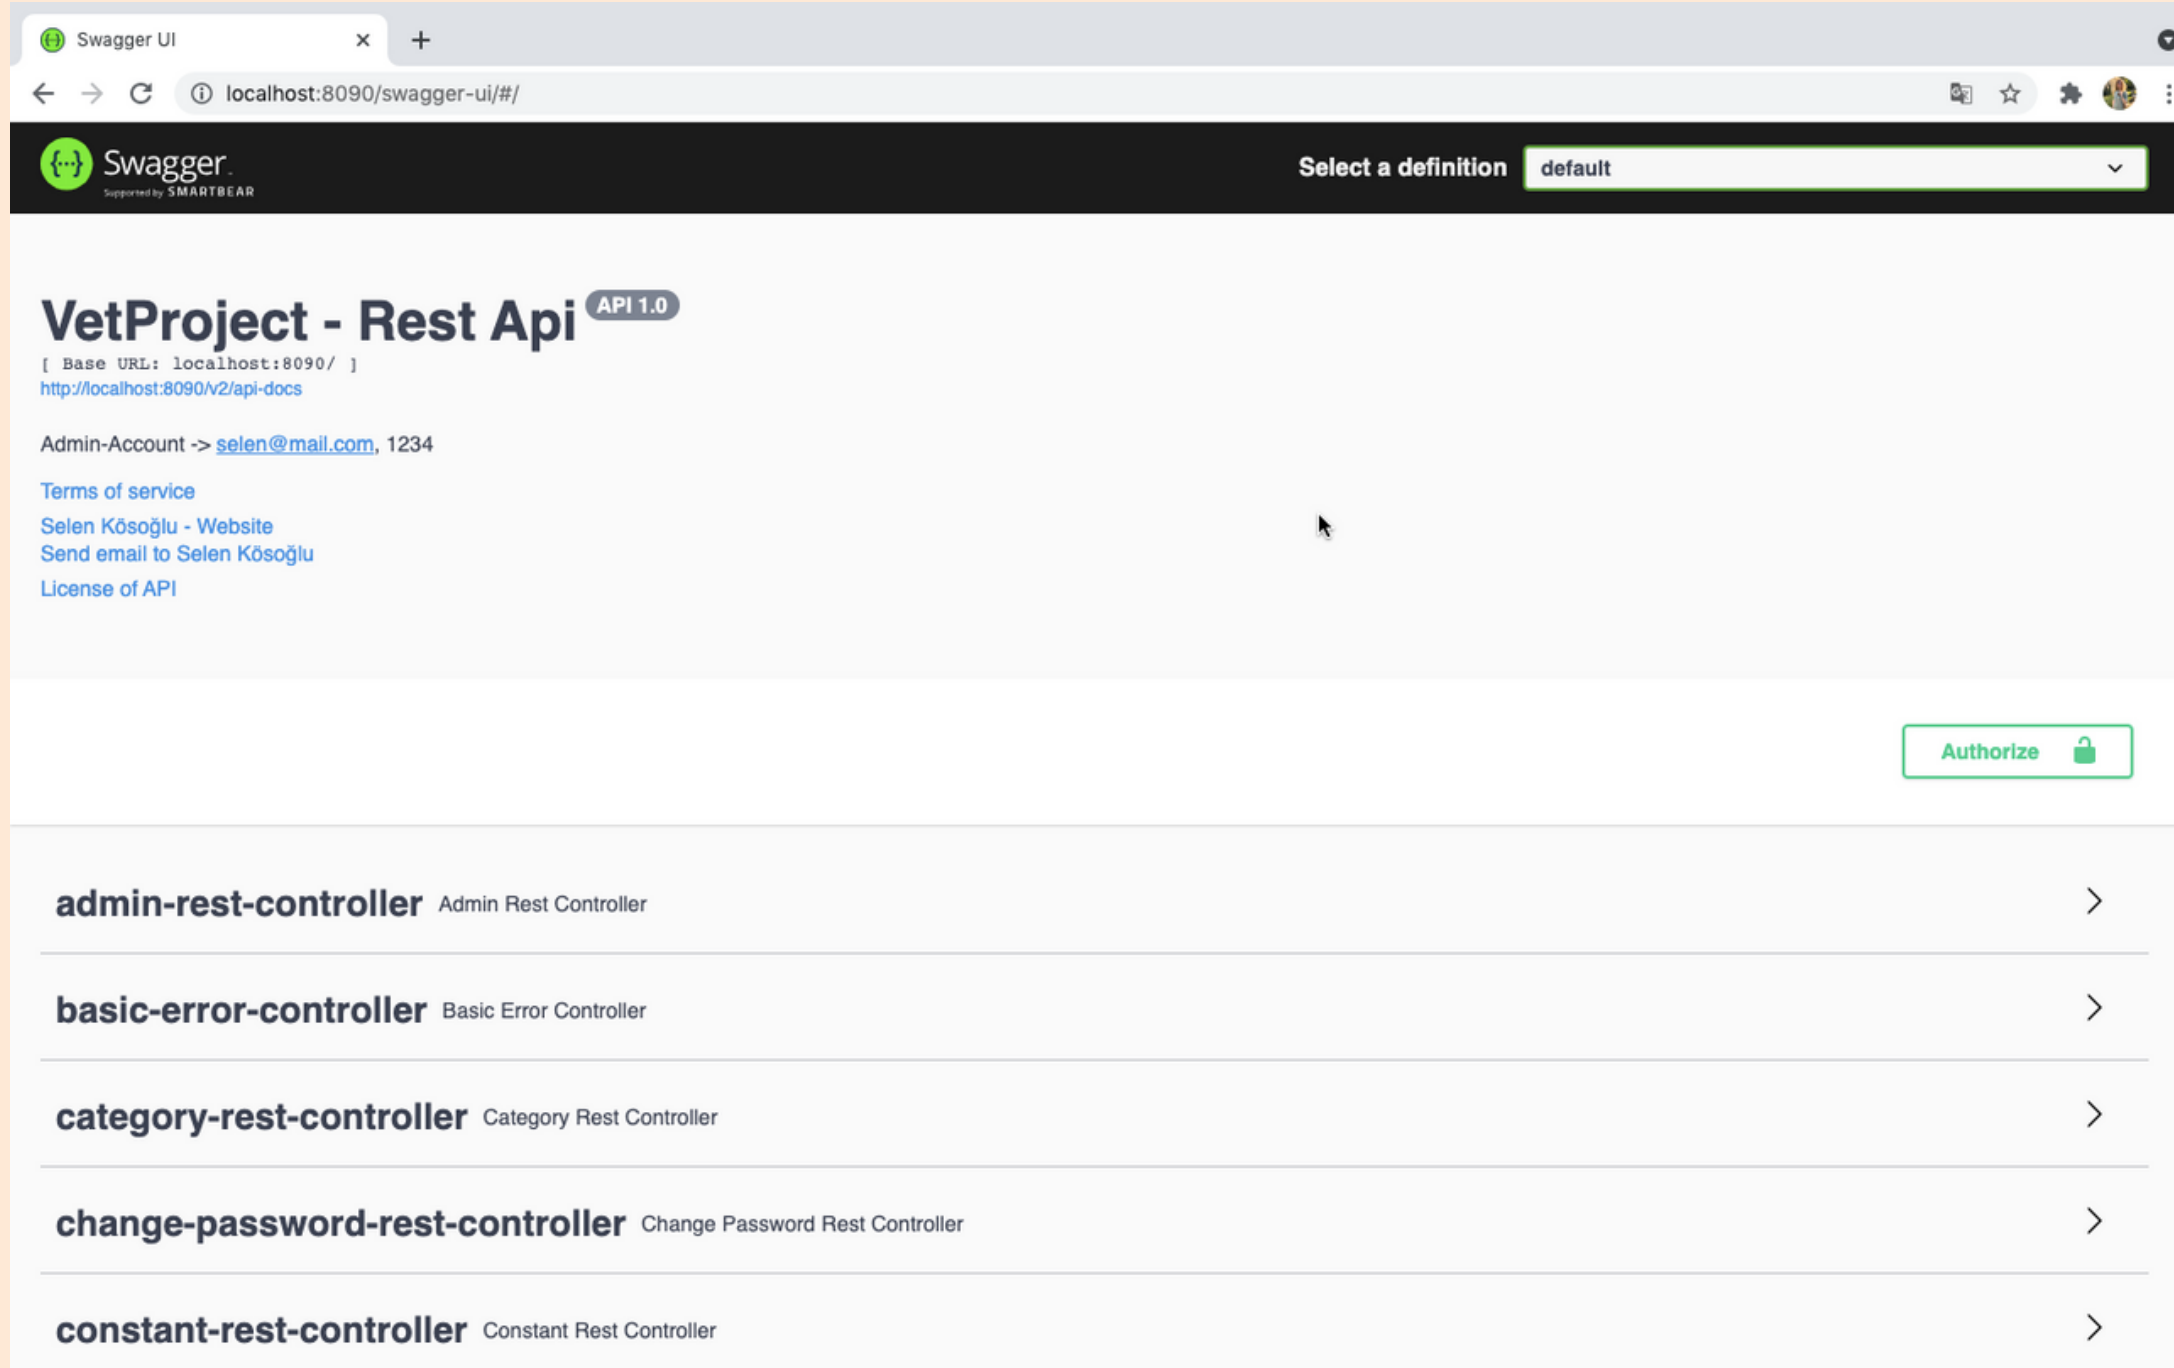 Swagger UI
localhost:8090/swagger-ui/#/
Swagger.
Supported by SMARTBEAR
Select a definition default
VetProject - Rest Api API 1.0
[ Base URL: localhost:8090/ ]
http://localhost:8090/v2/api-docs
Admin-Account -> selen@mail.com, 1234
Terms of service
Selen Kösoğlu - Website
Send email to Selen Kösoğlu
License of API
Authorize
admin-rest-controller Admin Rest Controller
basic-error-controller Basic Error Controller
category-rest-controller Category Rest Controller
change-password-rest-controller Change Password Rest Controller
constant-rest-controller Constant Rest Controller